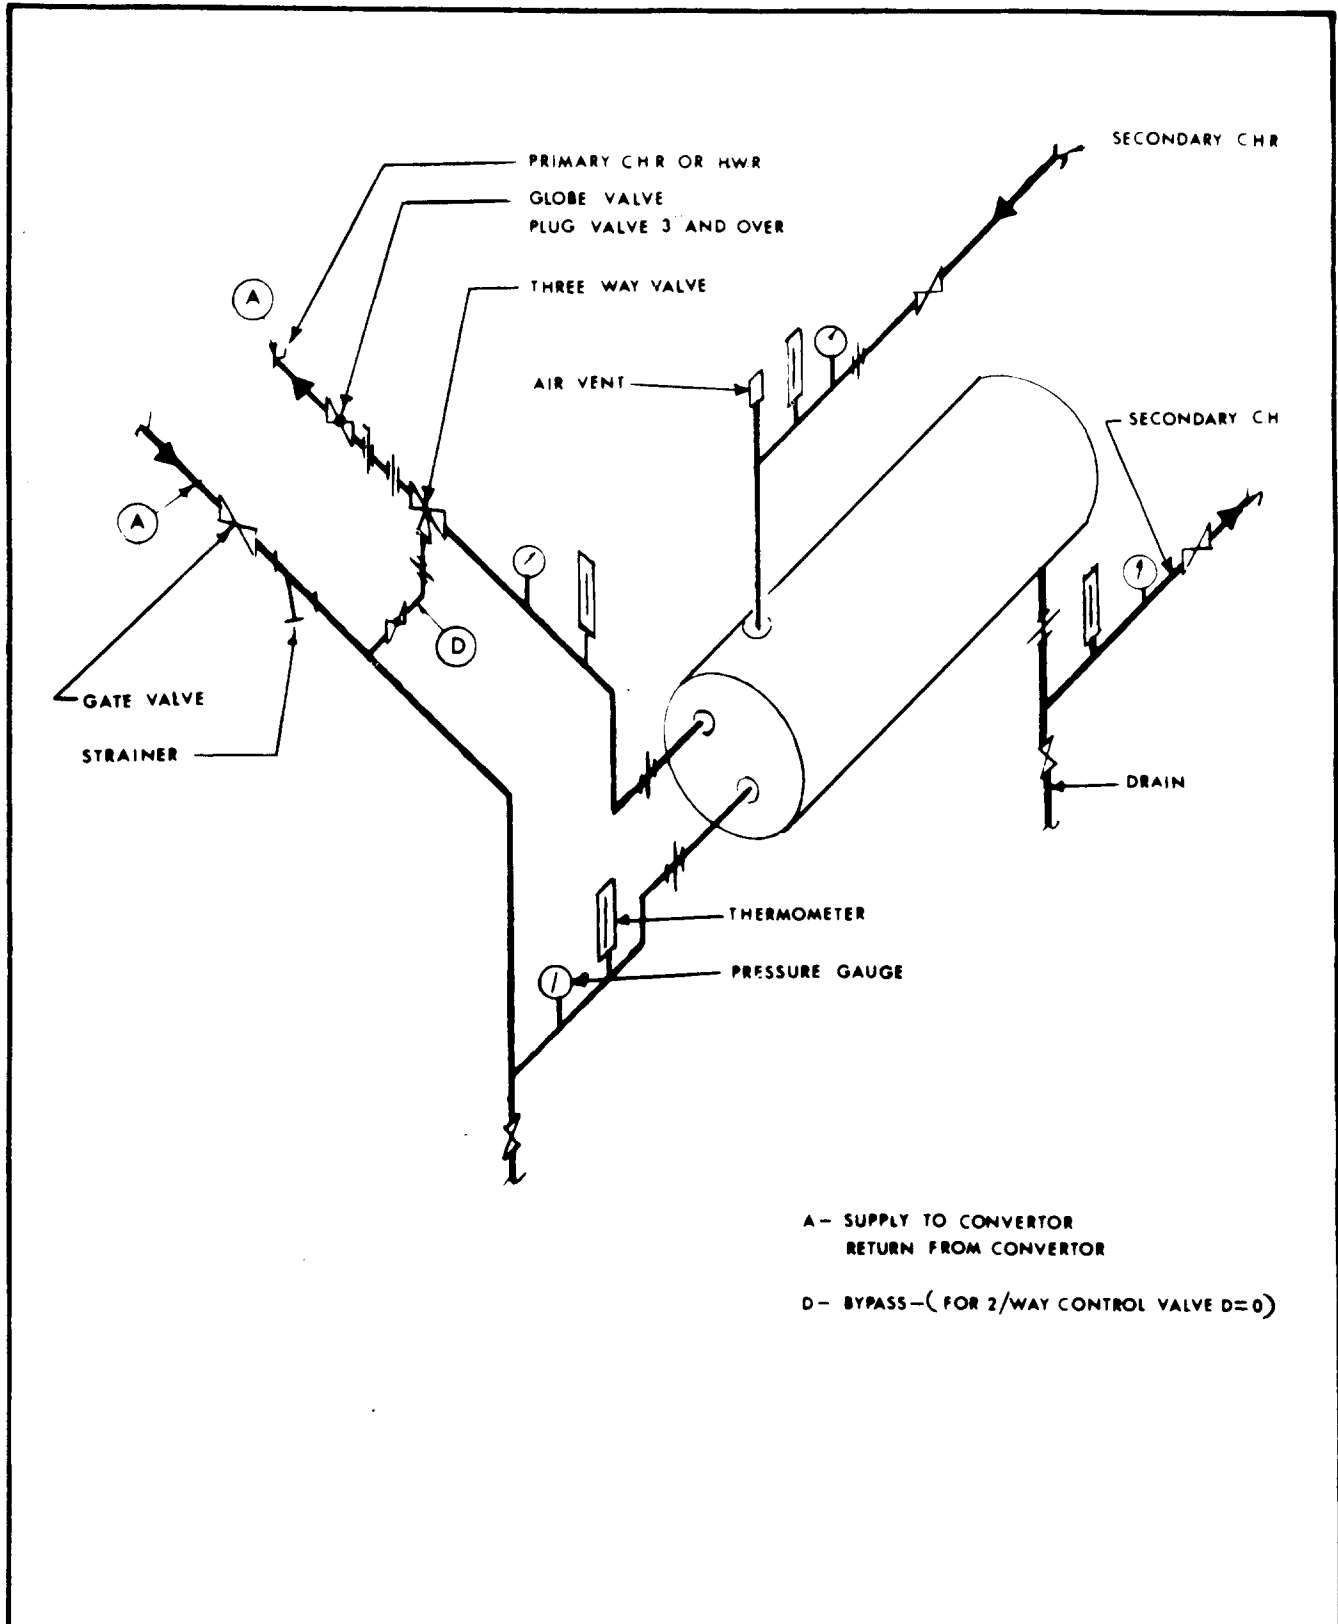 SECONDARY CHR
PRIMARY CHR OR HWR
GLOBE VALVE
PLUG VALVE 3" AND OVER
THREE WAY VALVE
A
AIR VENT
SECONDARY CH
A
D
GATE VALVE
STRAINER
DRAIN
THERMOMETER
PRESSURE GAUGE
A- SUPPLY TO CONVERTOR
RETURN FROM CONVERTOR
D- BYPASS-(FOR 2/WAY CONTROL VALVE D=0)